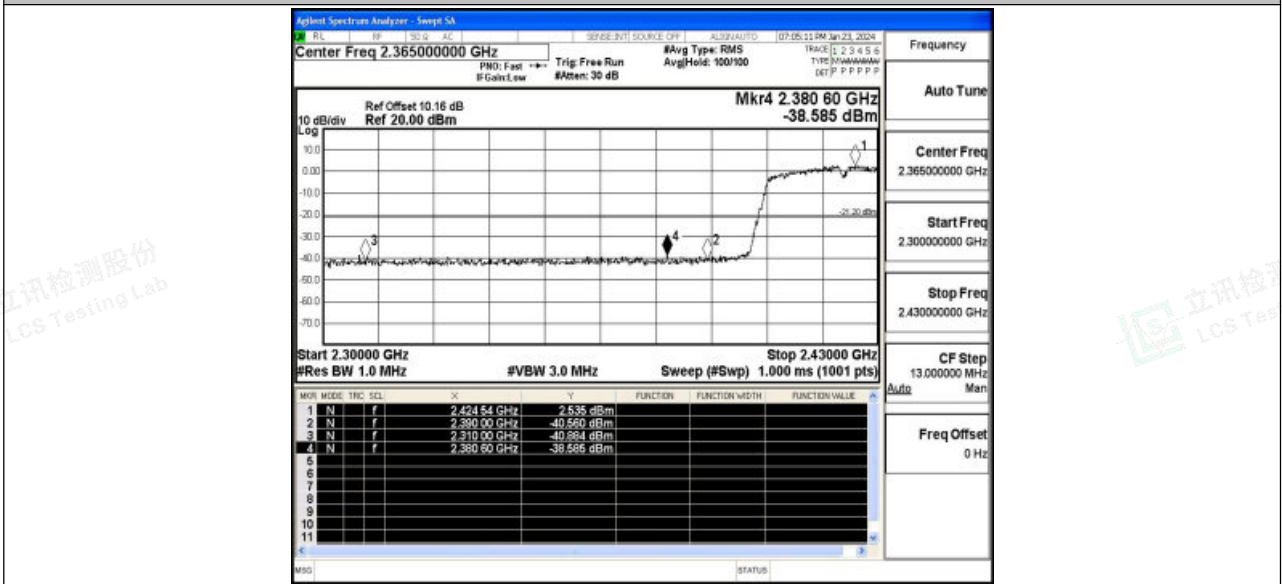 Agilent Spectrum Analyzer - Swept SA
RL RF 50 Ω AC SENSE:INT SOURCE OFF ALIGNAUTO 07:05:11 PM Jan 23, 2024
Center Freq 2.365000000 GHz
PNO: Fast
IFGain:Low
Trig: Free Run
#Atten: 30 dB
#Avg Type: RMS
Avg|Hold: 100/100
TRACE 1 2 3 4 5 6
TYPE
DET P P P P P P
Frequency
Auto Tune
Center Freq
2.365000000 GHz
Start Freq
2.300000000 GHz
Stop Freq
2.430000000 GHz
CF Step
13.000000 MHz
Auto Man
Freq Offset
0 Hz
Mkr4 2.380 60 GHz
-38.585 dBm
Ref Offset 10.16 dB
10 dB/div Ref 20.00 dBm
Log
10.0
0.00
-10.0
-20.0
-30.0
-40.0
-50.0
-60.0
-70.0
1
-21.20 dBm
3
4
2
Start 2.30000 GHz Stop 2.43000 GHz
#Res BW 1.0 MHz #VBW 3.0 MHz Sweep (#Swp) 1.000 ms (1001 pts)
MKR MODE TRC SCL X Y FUNCTION FUNCTION WIDTH FUNCTION VALUE
1 N f 2.424 54 GHz 2.535 dBm
2 N f 2.390 00 GHz -40.560 dBm
3 N f 2.310 00 GHz -40.884 dBm
4 N f 2.380 60 GHz -38.585 dBm
5
6
7
8
9
10
11
MSG STATUS
立讯检测股份
LCS Testing Lab
立讯检测
LCS Tes